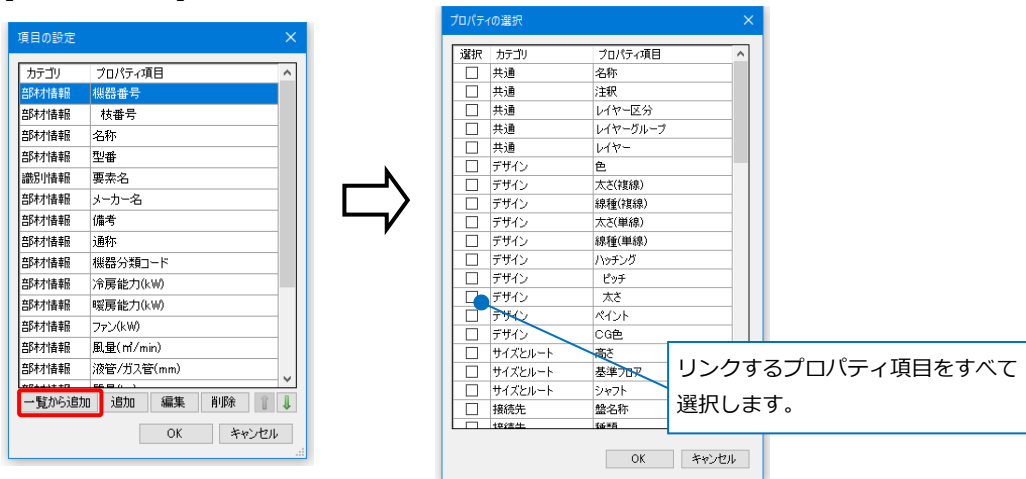 項目の設定
カテゴリ プロパティ項目
部材情報 機器番号
部材情報 枝番号
部材情報 名称
部材情報 型番
識別情報 要素名
部材情報 メーカー名
部材情報 備考
部材情報 通称
部材情報 機器分類コード
部材情報 冷房能力(kW)
部材情報 暖房能力(kW)
部材情報 ファン(kW)
部材情報 風量(㎥/min)
部材情報 液管/ガス管(mm)
一覧から追加 追加 編集 削除
OK キャンセル
プロパティの選択
選択 カテゴリ プロパティ項目
共通 名称
共通 注釈
共通 レイヤー区分
共通 レイヤーグループ
共通 レイヤー
デザイン 色
デザイン 太さ(複線)
デザイン 線種(複線)
デザイン 太さ(単線)
デザイン 線種(単線)
デザイン ハッチング
デザイン ピッチ
デザイン 太さ
デザイン ペイント
デザイン CG色
サイズとルート 高さ
サイズとルート 基準フロア
サイズとルート シャフト
接続先 盤名称
接続先 種類
OK キャンセル
リンクするプロパティ項目をすべて
選択します。